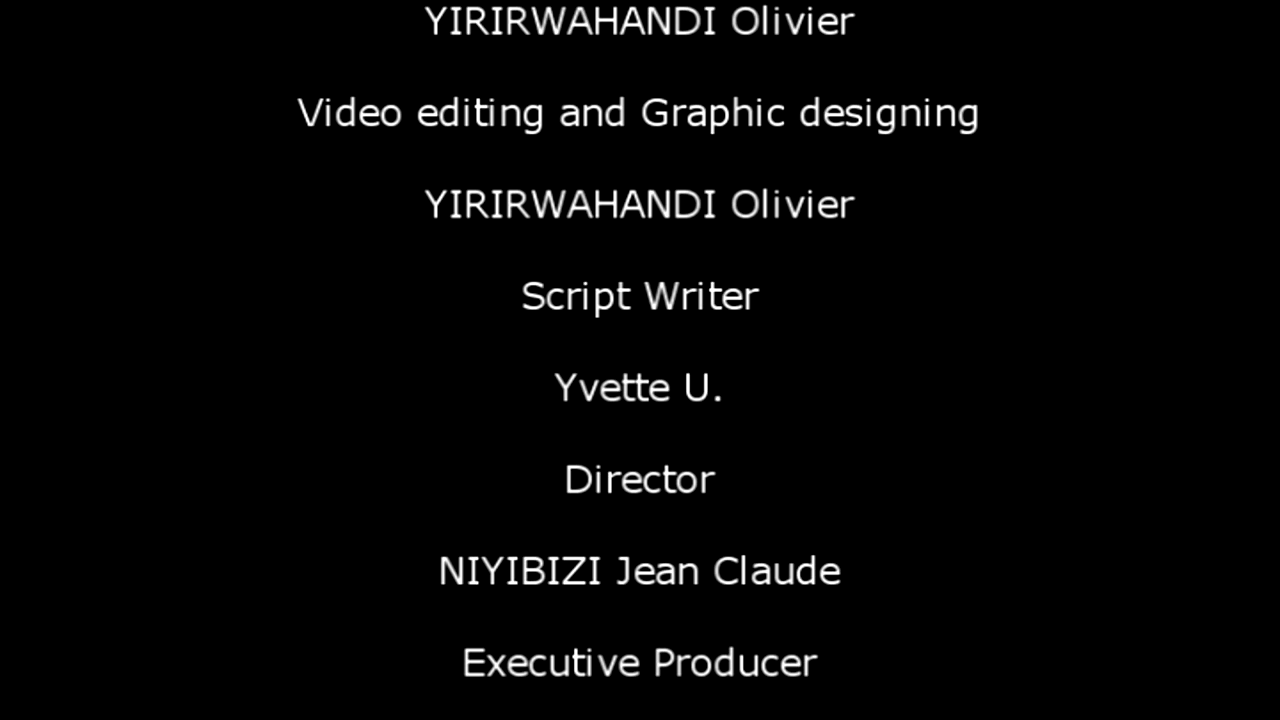 YIRIRWAHANDI Olivier
Video editing and Graphic designing
YIRIRWAHANDI Olivier
Script Writer
Yvette U.
Director
NIYIBIZI Jean Claude
Executive Producer